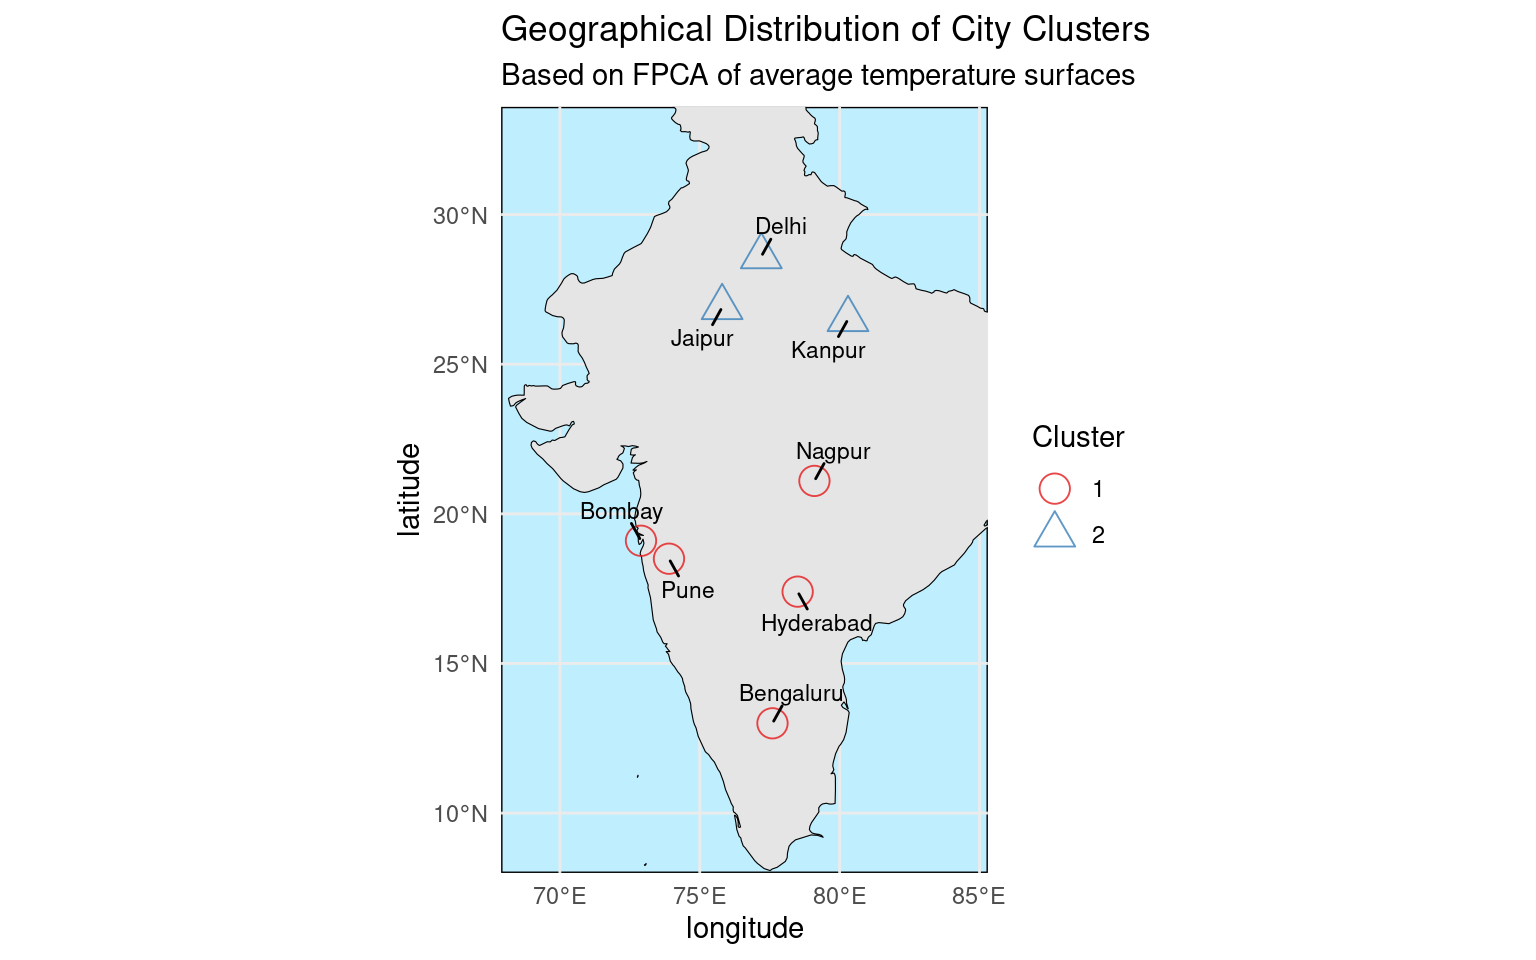 Geographical Distribution of City Clusters
Based on FPCA of average temperature surfaces
30°N
25°N
20°N
15°N
10°N
latitude
Delhi
Jaipur
Kanpur
Nagpur
Bombay
Pune
Hyderabad
Bengaluru
70°E
75°E
80°E
85°E
longitude
Cluster
1
2